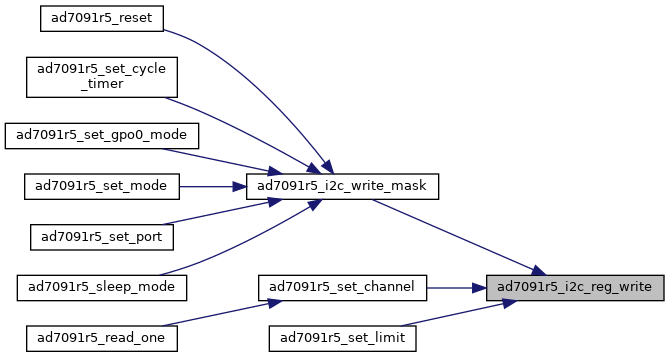 ad7091r5_reset
ad7091r5_set_cycle
_timer
ad7091r5_set_gpo0_mode
ad7091r5_set_mode
ad7091r5_i2c_write_mask
ad7091r5_set_port
ad7091r5_sleep_mode
ad7091r5_set_channel
ad7091r5_i2c_reg_write
ad7091r5_read_one
ad7091r5_set_limit